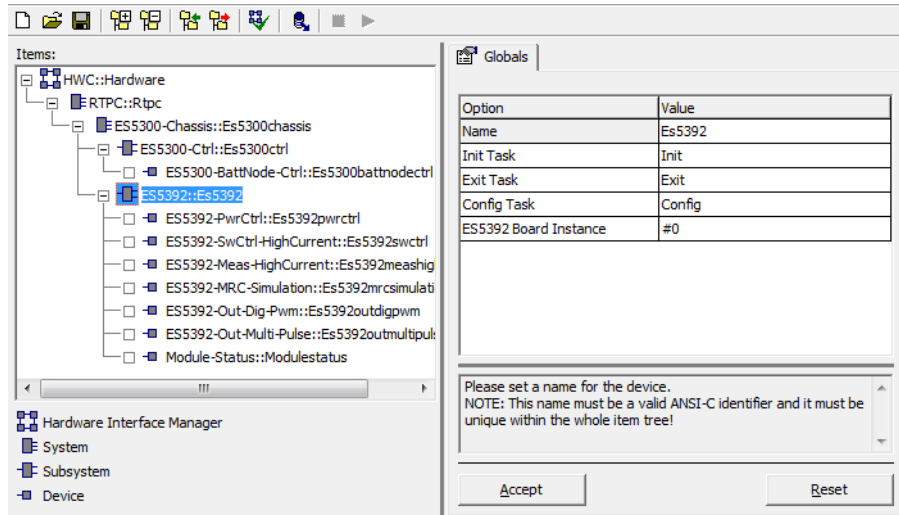 Items:
HWC::Hardware
RTPC::Rtpc
ES5300-Chassis::Es5300chassis
ES5300-Ctrl::Es5300ctrl
ES5300-BattNode-Ctrl::Es5300battnodectrl
ES5392::Es5392
ES5392-PwrCtrl::Es5392pwrctrl
ES5392-SwCtrl-HighCurrent::Es5392swctrl
ES5392-Meas-HighCurrent::Es5392meashig
ES5392-MRC-Simulation::Es5392mrcsimulati
ES5392-Out-Dig-Pwm::Es5392outdigpwm
ES5392-Out-Multi-Pulse::Es5392outmultipuls
Module-Status::Modulestatus
Hardware Interface Manager
System
Subsystem
Device
Globals
Option Value
Name Es5392
Init Task Init
Exit Task Exit
Config Task Config
ES5392 Board Instance #0
Please set a name for the device.
NOTE: This name must be a valid ANSI-C identifier and it must be
unique within the whole item tree!
Accept Reset